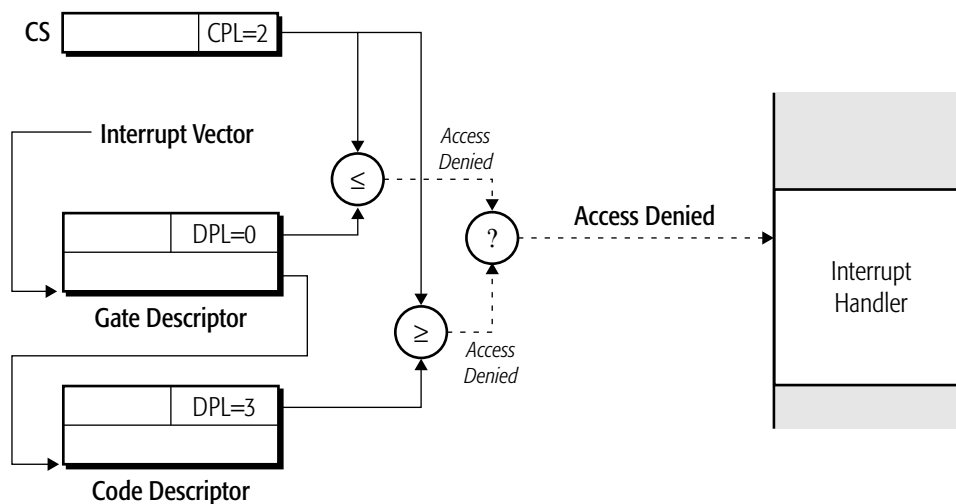 CS
CPL=2
Interrupt Vector
Access
Denied
≤
DPL=0
?
Access Denied
Interrupt
Handler
Gate Descriptor
≥
Access
Denied
DPL=3
Code Descriptor